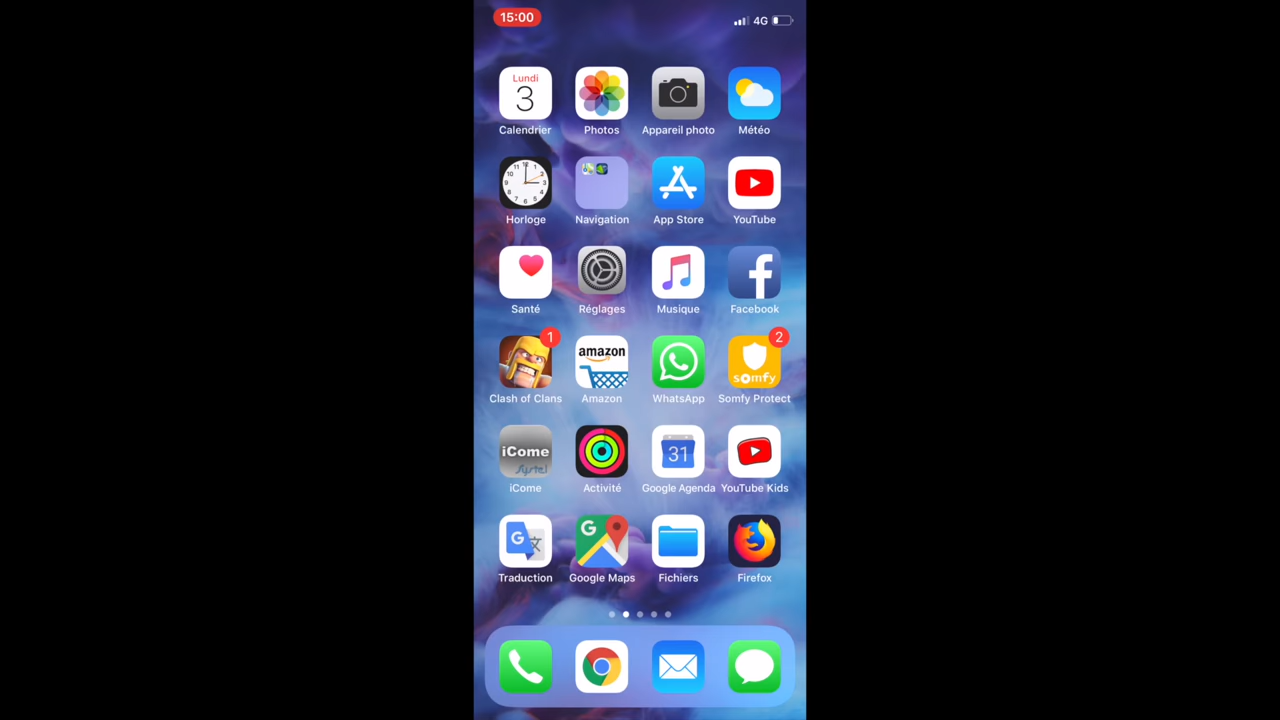 15:00
4G
Lundi
3
Calendrier
Photos
Appareil photo
Météo
Horloge
Navigation
App Store
YouTube
Santé
Réglages
Musique
Facebook
1
amazon
2
somfy
Clash of Clans
Amazon
WhatsApp
Somfy Protect
iCome
Systel
31
iCome
Activité
Google Agenda
YouTube Kids
G
G
Traduction
Google Maps
Fichiers
Firefox